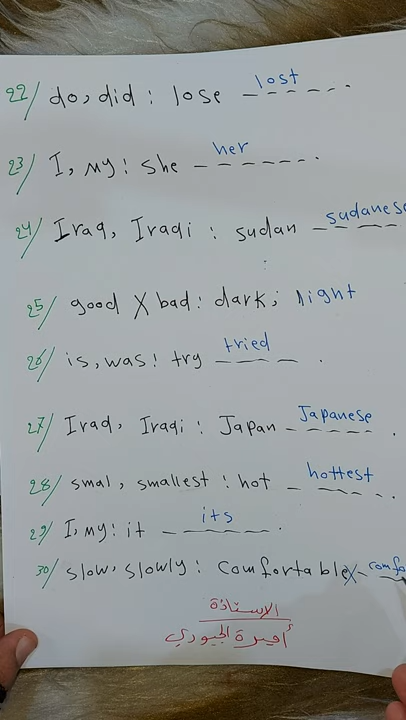 22/ do, did : lose lost
23/ I, my : she her
24/ Iraq, Iraqi : sudan sudanese
25/ good X bad : dark ; light
26/ is, was : try tried
27/ Iraq, Iraqi : Japan Japanese
28/ smal, smallest : hot hottest
29/ I, my : it its
30/ slow, slowly : Comfortable comfo
الاستاذة
أميرة الجبوري